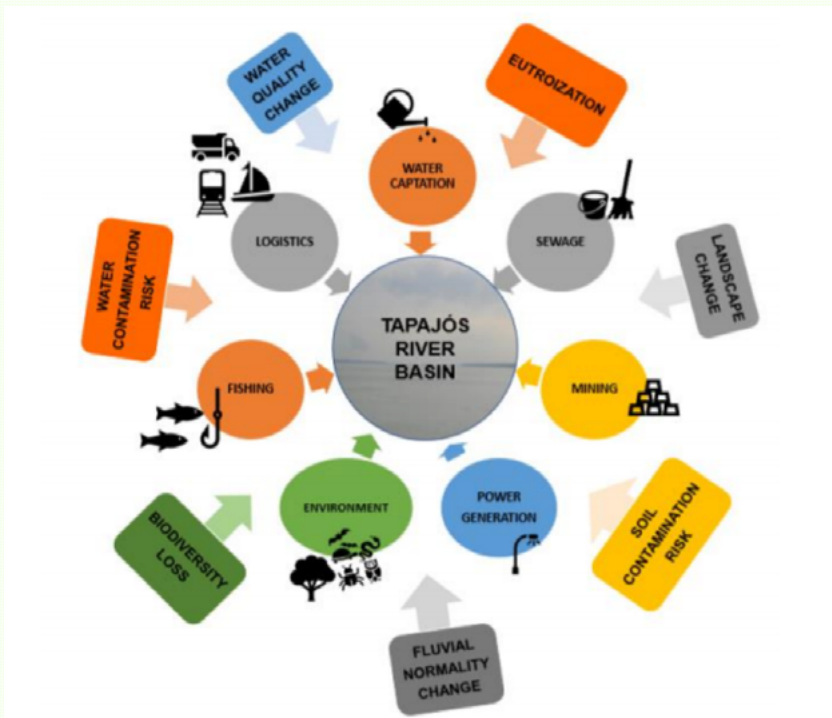 WATER
QUALITY
CHANGE
EUTROIZATION
WATER
CAPTATION
LOGISTICS
SEWAGE
WATER
CONTAMINATION
RISK
LANDSCAPE
CHANGE
TAPAJÓS
RIVER
BASIN
FISHING
MINING
ENVIRONMENT
POWER
GENERATION
BIODIVERSITY
LOSS
SOIL
CONTAMINATION
RISK
FLUVIAL
NORMALITY
CHANGE